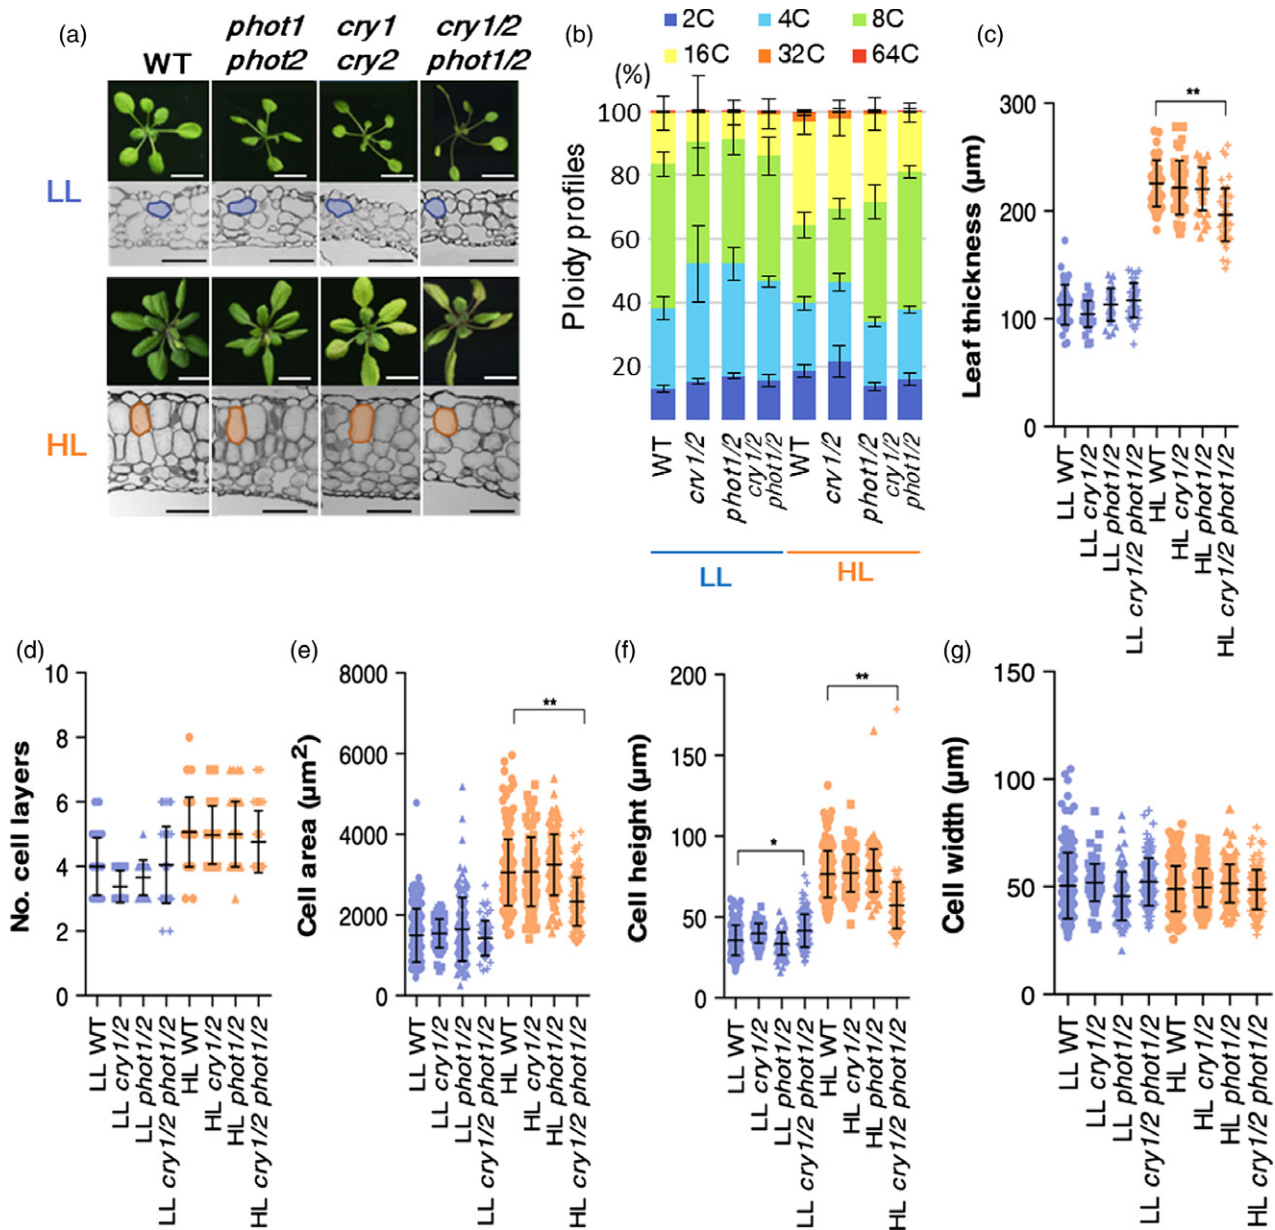 (a)
phot1 cry1 cry1/2
WT phot2 cry2 phot1/2
LL
HL
(b)
2C 4C 8C
16C 32C 64C
(%)
Ploidy profiles
100
80
60
40
20
WT
cry1/2
phot1/2
cry1/2
phot1/2
WT
cry1/2
phot1/2
cry1/2
phot1/2
LL HL
(c)
Leaf thickness (µm)
300
200
100
0
**
LL WT
LL cry1/2
LL phot1/2
LL cry1/2 phot1/2
HL WT
HL cry1/2
HL phot1/2
HL cry1/2 phot1/2
(d)
No. cell layers
10
8
6
4
2
0
LL WT
LL cry1/2
LL phot1/2
LL cry1/2 phot1/2
HL WT
HL cry1/2
HL phot1/2
HL cry1/2 phot1/2
(e)
Cell area (µm²)
8000
6000
4000
2000
0
**
LL WT
LL cry1/2
LL phot1/2
LL cry1/2 phot1/2
HL WT
HL cry1/2
HL phot1/2
HL cry1/2 phot1/2
(f)
Cell height (µm)
200
150
100
50
0
*
**
LL WT
LL cry1/2
LL phot1/2
LL cry1/2 phot1/2
HL WT
HL cry1/2
HL phot1/2
HL cry1/2 phot1/2
(g)
Cell width (µm)
150
100
50
0
LL WT
LL cry1/2
LL phot1/2
LL cry1/2 phot1/2
HL WT
HL cry1/2
HL phot1/2
HL cry1/2 phot1/2